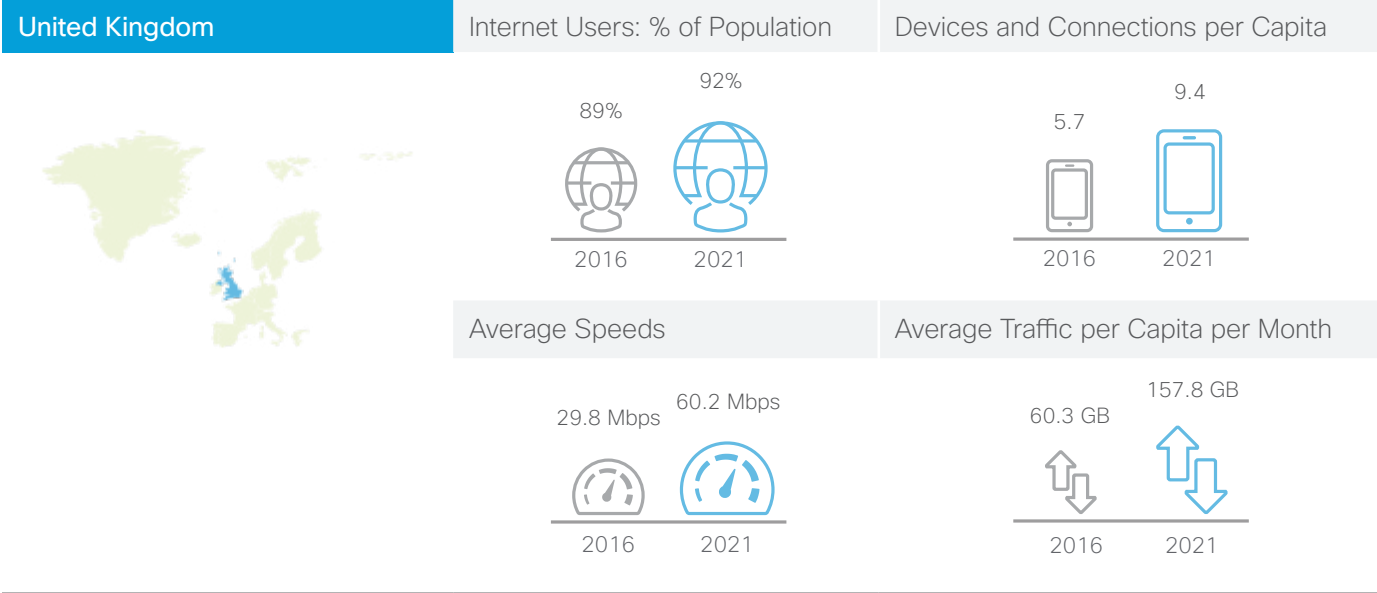 United Kingdom
Internet Users: % of Population
89%
92%
2016
2021
Devices and Connections per Capita
5.7
9.4
2016
2021
Average Speeds
29.8 Mbps
60.2 Mbps
2016
2021
Average Traffic per Capita per Month
60.3 GB
157.8 GB
2016
2021